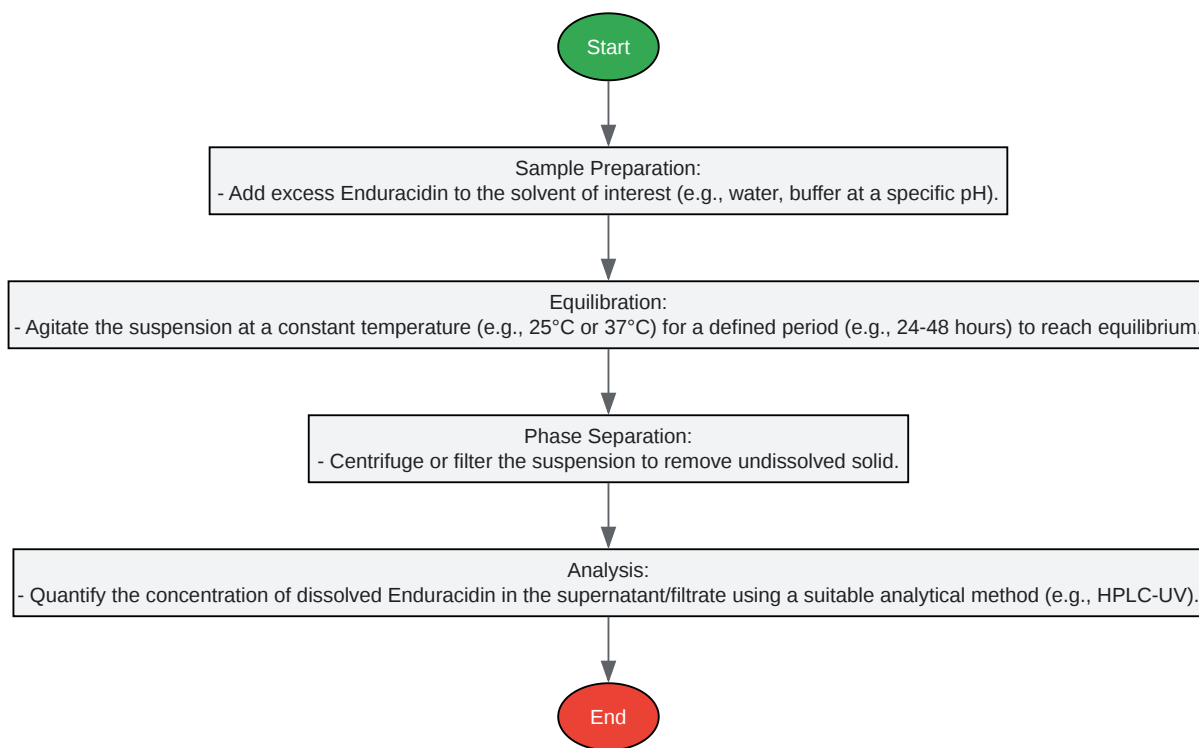 Start
Sample Preparation:
- Add excess Enduracidin to the solvent of interest (e.g., water, buffer at a specific pH).
Equilibration:
- Agitate the suspension at a constant temperature (e.g., 25°C or 37°C) for a defined period (e.g., 24-48 hours) to reach equilibrium.
Phase Separation:
- Centrifuge or filter the suspension to remove undissolved solid.
Analysis:
- Quantify the concentration of dissolved Enduracidin in the supernatant/filtrate using a suitable analytical method (e.g., HPLC-UV).
End